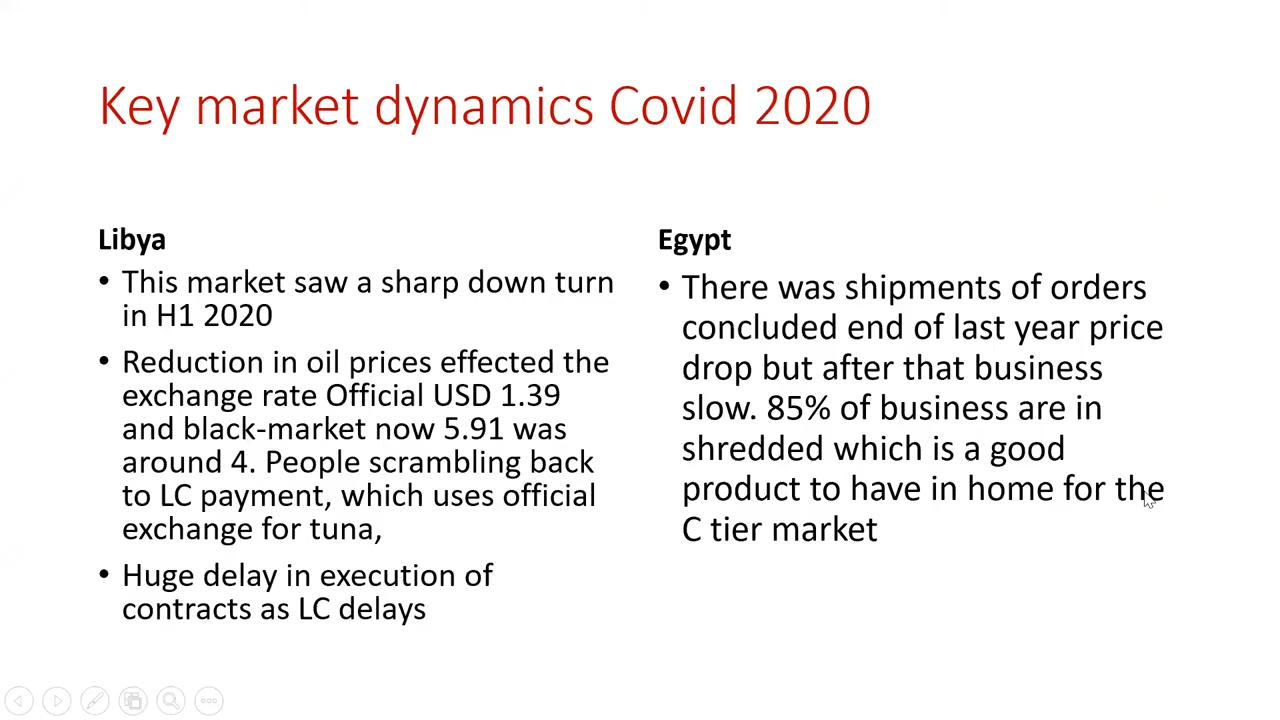 Key market dynamics Covid 2020
Libya
• This market saw a sharp down turn
in H1 2020
• Reduction in oil prices effected the
exchange rate Official USD 1.39
and black-market now 5.91 was
around 4. People scrambling back
to LC payment, which uses official
exchange for tuna,
• Huge delay in execution of
contracts as LC delays
Egypt
• There was shipments of orders
concluded end of last year price
drop but after that business
slow. 85% of business are in
shredded which is a good
product to have in home for the
C tier market